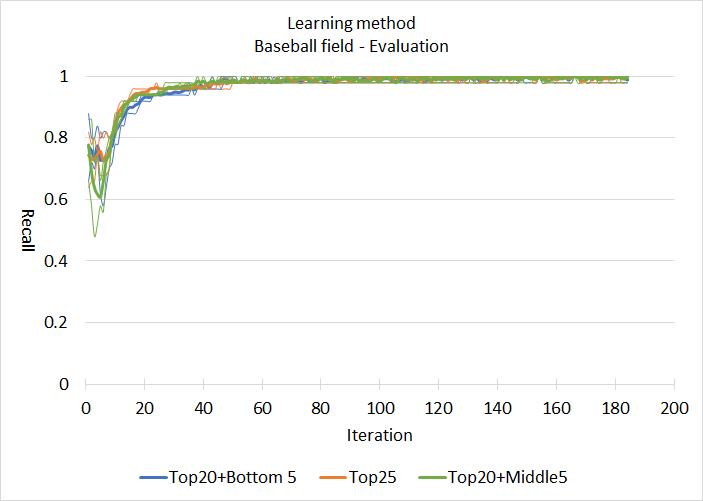 Learning method
Baseball field - Evaluation
1
0.8
0.6
0.4
0.2
0
Recall
0 20 40 60 80 100 120 140 160 180 200
Iteration
Top20+Bottom 5 Top25 Top20+Middle5